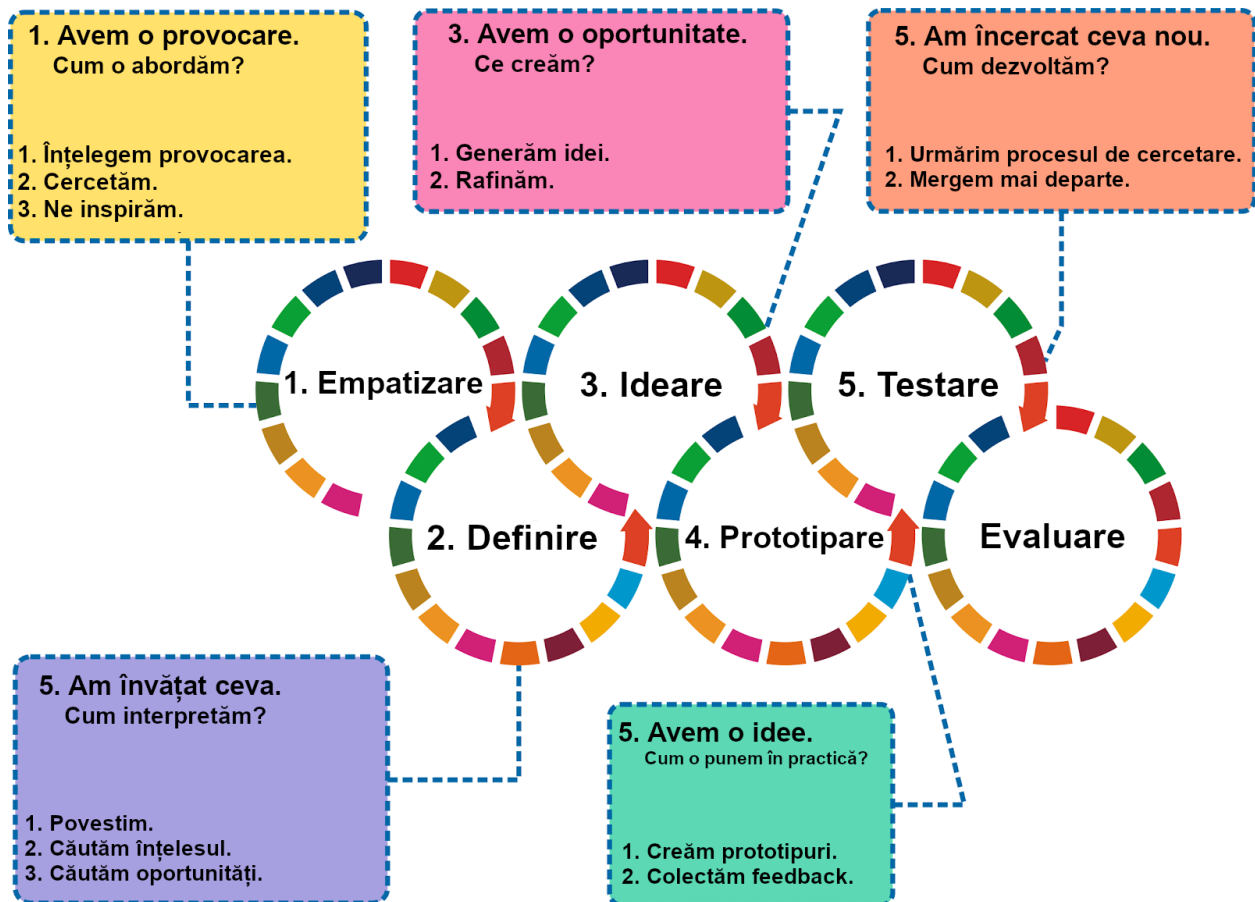 1. Avem o provocare.
Cum o abordăm?
1. Înțelegem provocarea.
2. Cercetăm.
3. Ne inspirăm.
3. Avem o oportunitate.
Ce creăm?
1. Generăm idei.
2. Rafinăm.
5. Am încercat ceva nou.
Cum dezvoltăm?
1. Urmărim procesul de cercetare.
2. Mergem mai departe.
1. Empatizare
3. Ideare
5. Testare
2. Definire
4. Prototipare
Evaluare
5. Am învățat ceva.
Cum interpretăm?
1. Povestim.
2. Căutăm înțelesul.
3. Căutăm oportunități.
5. Avem o idee.
Cum o punem în practică?
1. Creăm prototipuri.
2. Colectăm feedback.